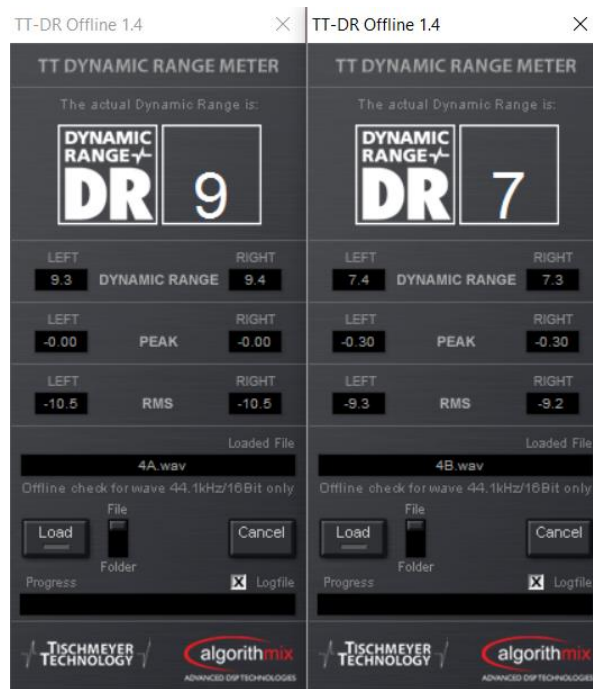 TT-DR Offline 1.4
TT DYNAMIC RANGE METER
The actual Dynamic Range is:
DYNAMIC
RANGE
DR
9
LEFT RIGHT
9.3 DYNAMIC RANGE 9.4
LEFT RIGHT
-0.00 PEAK -0.00
LEFT RIGHT
-10.5 RMS -10.5
Loaded File
4A.wav
Offline check for wave 44.1kHz/16Bit only
File
Load Cancel
Folder
Progress X Logfile
TISCHMEYER
TECHNOLOGY
algorithmix
ADVANCED DSP TECHNOLOGIES
TT-DR Offline 1.4
TT DYNAMIC RANGE METER
The actual Dynamic Range is:
DYNAMIC
RANGE
DR
7
LEFT RIGHT
7.4 DYNAMIC RANGE 7.3
LEFT RIGHT
-0.30 PEAK -0.30
LEFT RIGHT
-9.3 RMS -9.2
Loaded File
4B.wav
Offline check for wave 44.1kHz/16Bit only
File
Load Cancel
Folder
Progress X Logfile
TISCHMEYER
TECHNOLOGY
algorithmix
ADVANCED DSP TECHNOLOGIES